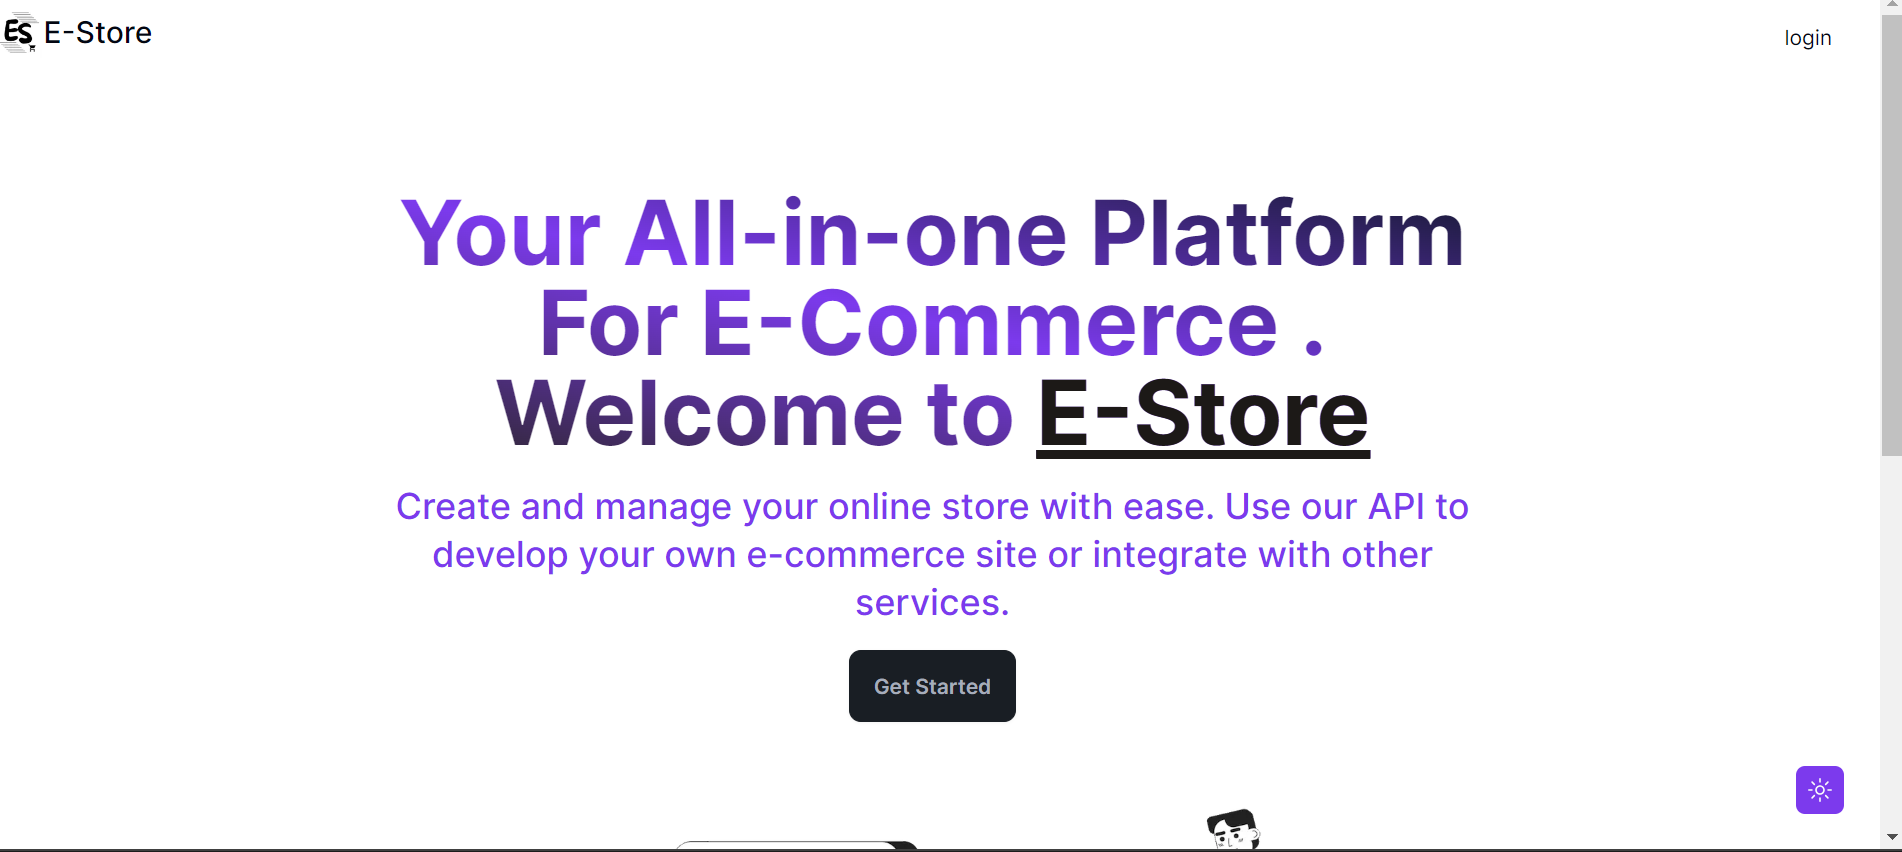 ES E-Store
login
Your All-in-one Platform
For E-Commerce .
Welcome to E-Store
Create and manage your online store with ease. Use our API to
develop your own e-commerce site or integrate with other
services.
Get Started